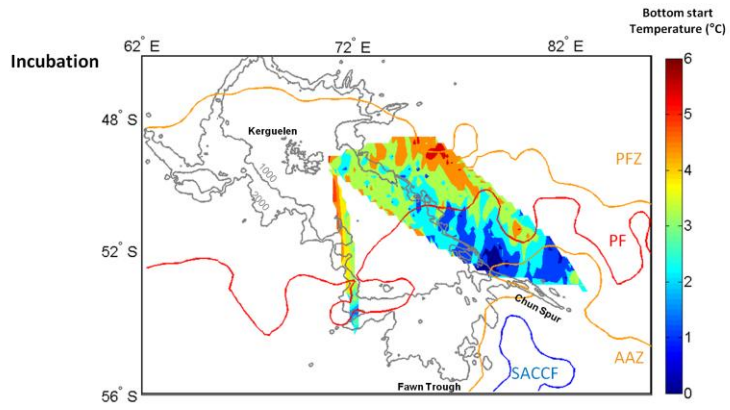 Bottom start
Temperature (°C)
62° E
72° E
82° E
Incubation
6
5
4
3
2
1
0
48° S
52° S
56° S
Kerguelen
1000
2000
PFZ
PF
Chun Spur
AAZ
SACCF
Fawn Trough